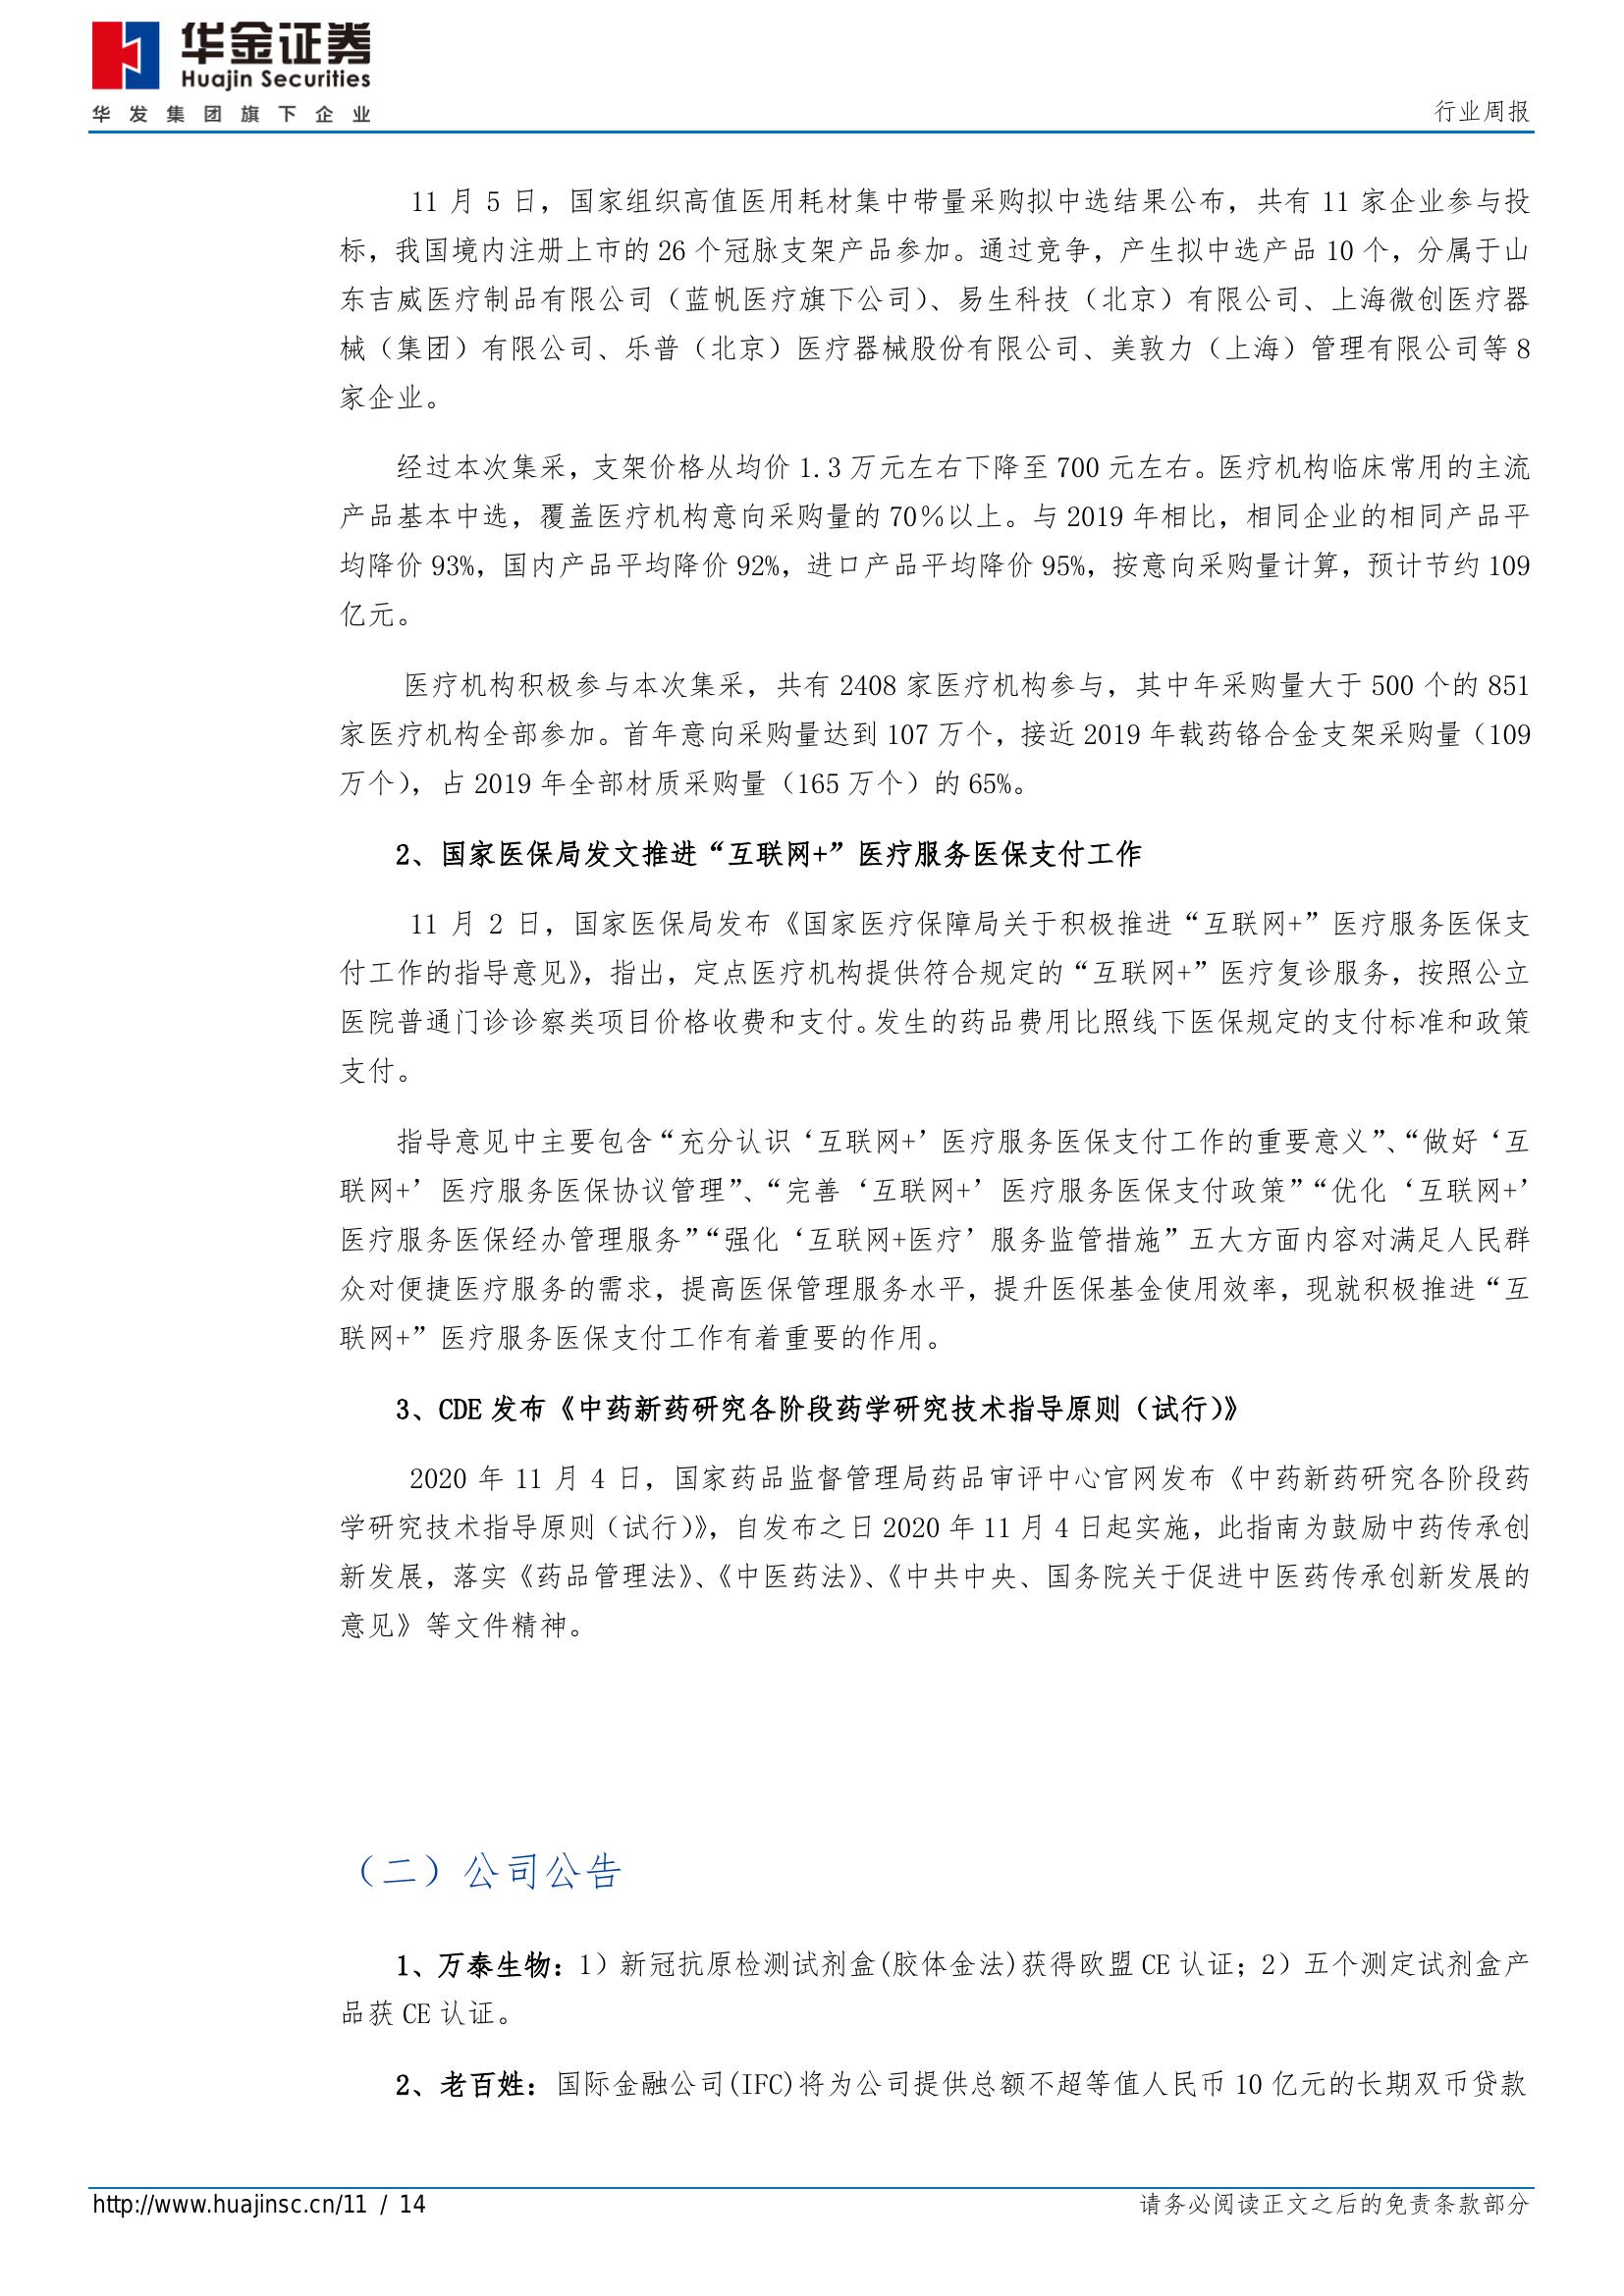 华金证券
Huajin Securities
华发集团旗下企业
行业周报
11 月 5 日，国家组织高值医用耗材集中带量采购拟中选结果公布，共有 11 家企业参与投
标，我国境内注册上市的 26 个冠脉支架产品参加。通过竞争，产生拟中选产品 10 个，分属于山
东吉威医疗制品有限公司（蓝帆医疗旗下公司）、易生科技（北京）有限公司、上海微创医疗器
械（集团）有限公司、乐普（北京）医疗器械股份有限公司、美敦力（上海）管理有限公司等 8
家企业。
经过本次集采，支架价格从均价 1.3 万元左右下降至 700 元左右。医疗机构临床常用的主流
产品基本中选，覆盖医疗机构意向采购量的 70％以上。与 2019 年相比，相同企业的相同产品平
均降价 93%，国内产品平均降价 92%，进口产品平均降价 95%，按意向采购量计算，预计节约 109
亿元。
医疗机构积极参与本次集采，共有 2408 家医疗机构参与，其中年采购量大于 500 个的 851
家医疗机构全部参加。首年意向采购量达到 107 万个，接近 2019 年载药铬合金支架采购量（109
万个），占 2019 年全部材质采购量（165 万个）的 65%。
2、国家医保局发文推进“互联网+”医疗服务医保支付工作
11 月 2 日，国家医保局发布《国家医疗保障局关于积极推进“互联网+”医疗服务医保支
付工作的指导意见》，指出，定点医疗机构提供符合规定的“互联网+”医疗复诊服务，按照公立
医院普通门诊诊察类项目价格收费和支付。发生的药品费用比照线下医保规定的支付标准和政策
支付。
指导意见中主要包含“充分认识‘互联网+’医疗服务医保支付工作的重要意义”、“做好‘互
联网+’医疗服务医保协议管理”、“完善‘互联网+’医疗服务医保支付政策”“优化‘互联网+’
医疗服务医保经办管理服务”“强化‘互联网+医疗’服务监管措施”五大方面内容对满足人民群
众对便捷医疗服务的需求，提高医保管理服务水平，提升医保基金使用效率，现就积极推进“互
联网+”医疗服务医保支付工作有着重要的作用。
3、CDE 发布《中药新药研究各阶段药学研究技术指导原则（试行）》
2020 年 11 月 4 日，国家药品监督管理局药品审评中心官网发布《中药新药研究各阶段药
学研究技术指导原则（试行）》，自发布之日 2020 年 11 月 4 日起实施，此指南为鼓励中药传承创
新发展，落实《药品管理法》、《中医药法》、《中共中央、国务院关于促进中医药传承创新发展的
意见》等文件精神。
（二）公司公告
1、万泰生物：1）新冠抗原检测试剂盒(胶体金法)获得欧盟 CE 认证；2）五个测定试剂盒产
品获 CE 认证。
2、老百姓：国际金融公司(IFC)将为公司提供总额不超等值人民币 10 亿元的长期双币贷款
http://www.huajinsc.cn/11 / 14
请务必阅读正文之后的免责条款部分